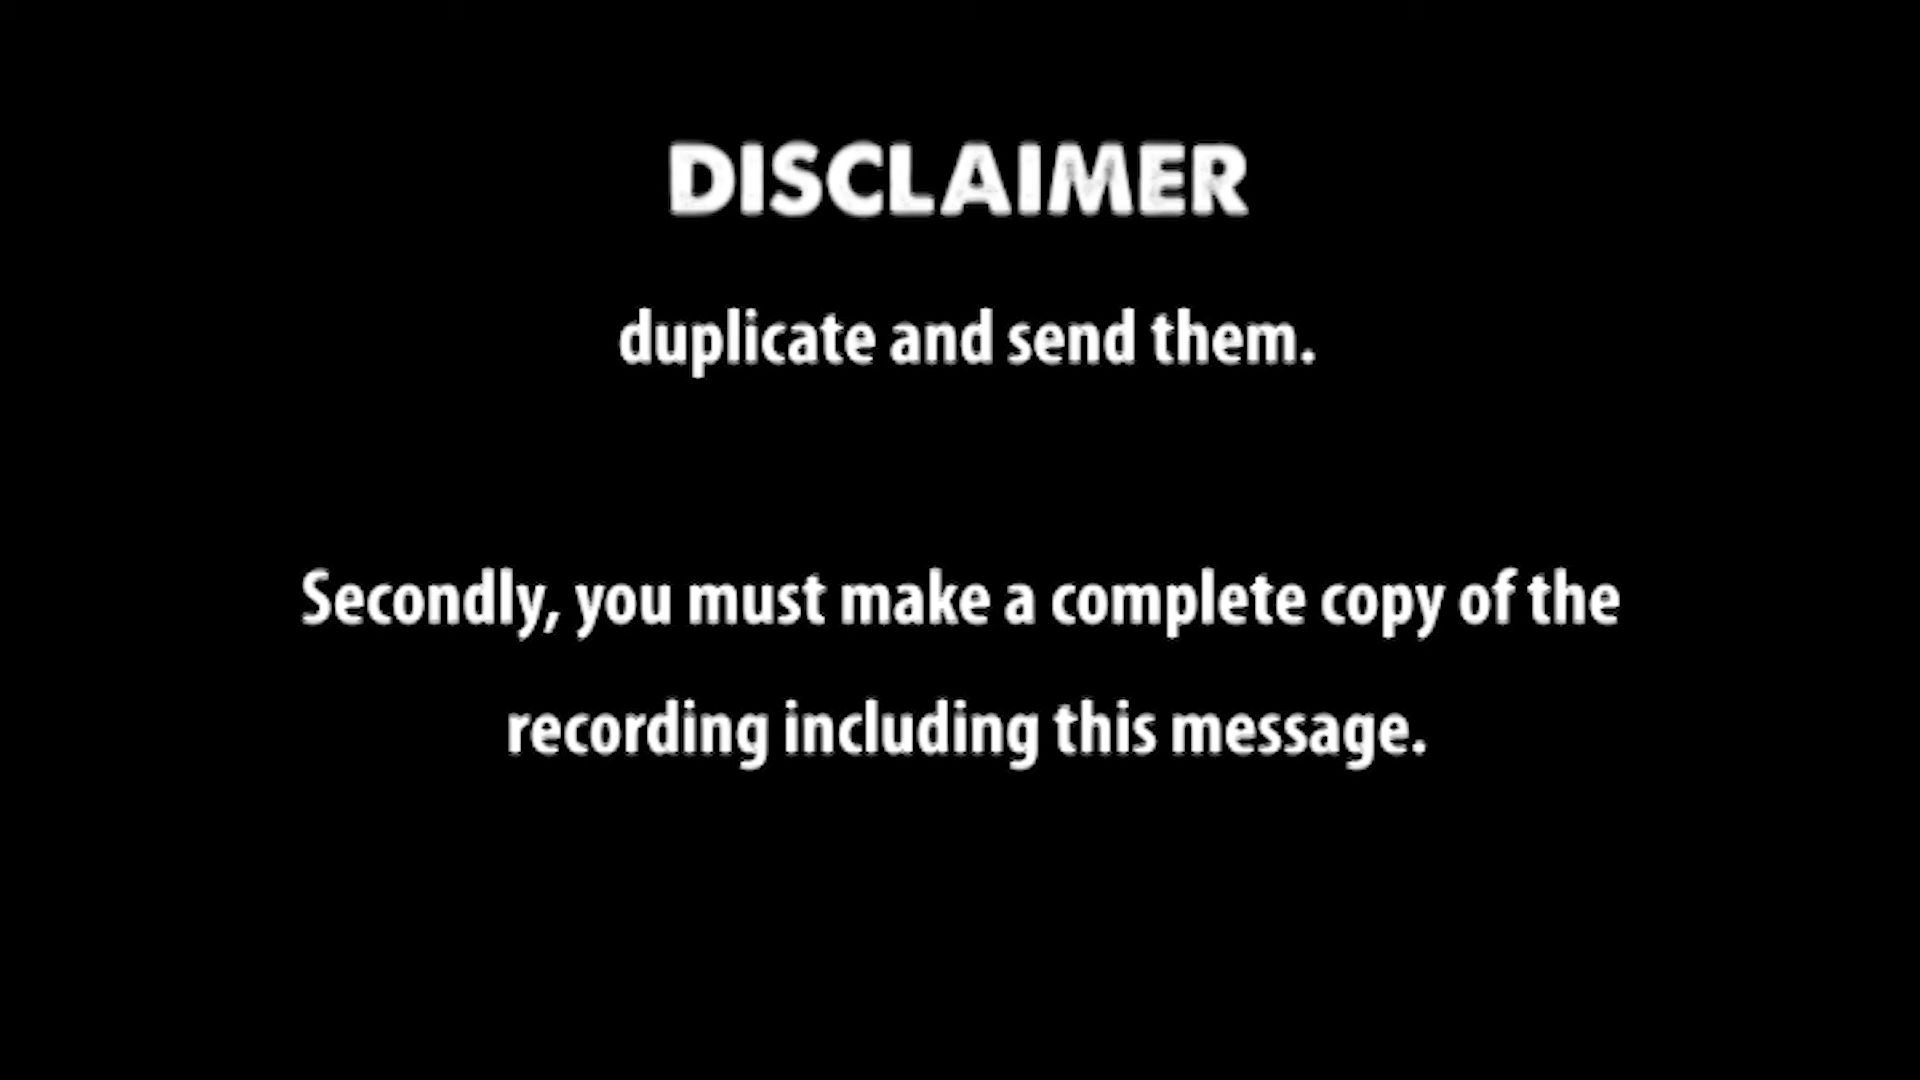 DISCLAIMER
duplicate and send them.
Secondly, you must make a complete copy of the
recording including this message.